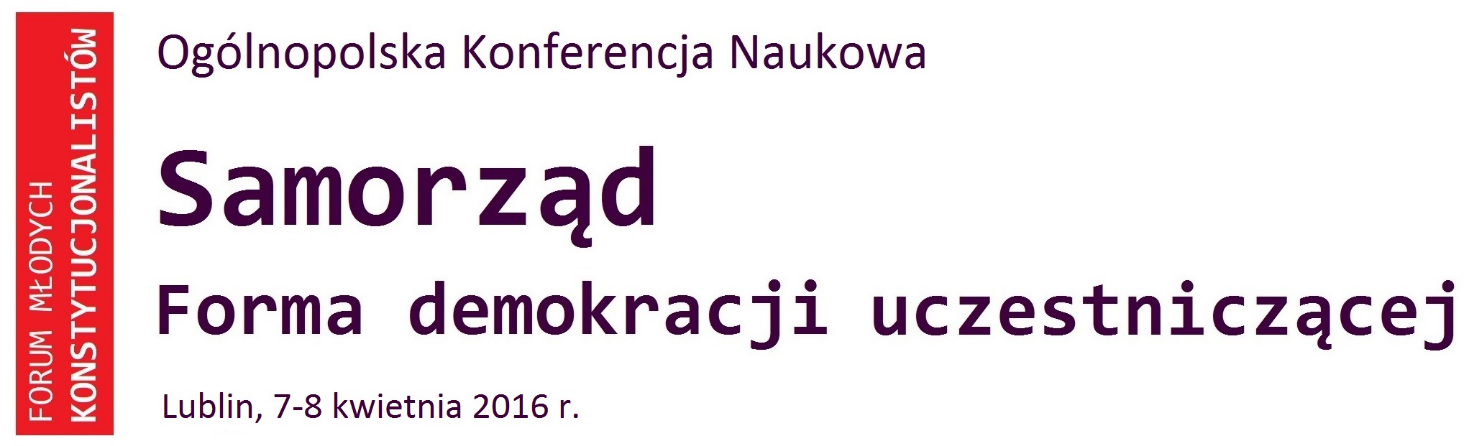 FORUM MŁODYCH
KONSTYTUCJONALISTÓW
Ogólnopolska Konferencja Naukowa
Samorząd
Forma demokracji uczestniczącej
Lublin, 7-8 kwietnia 2016 r.